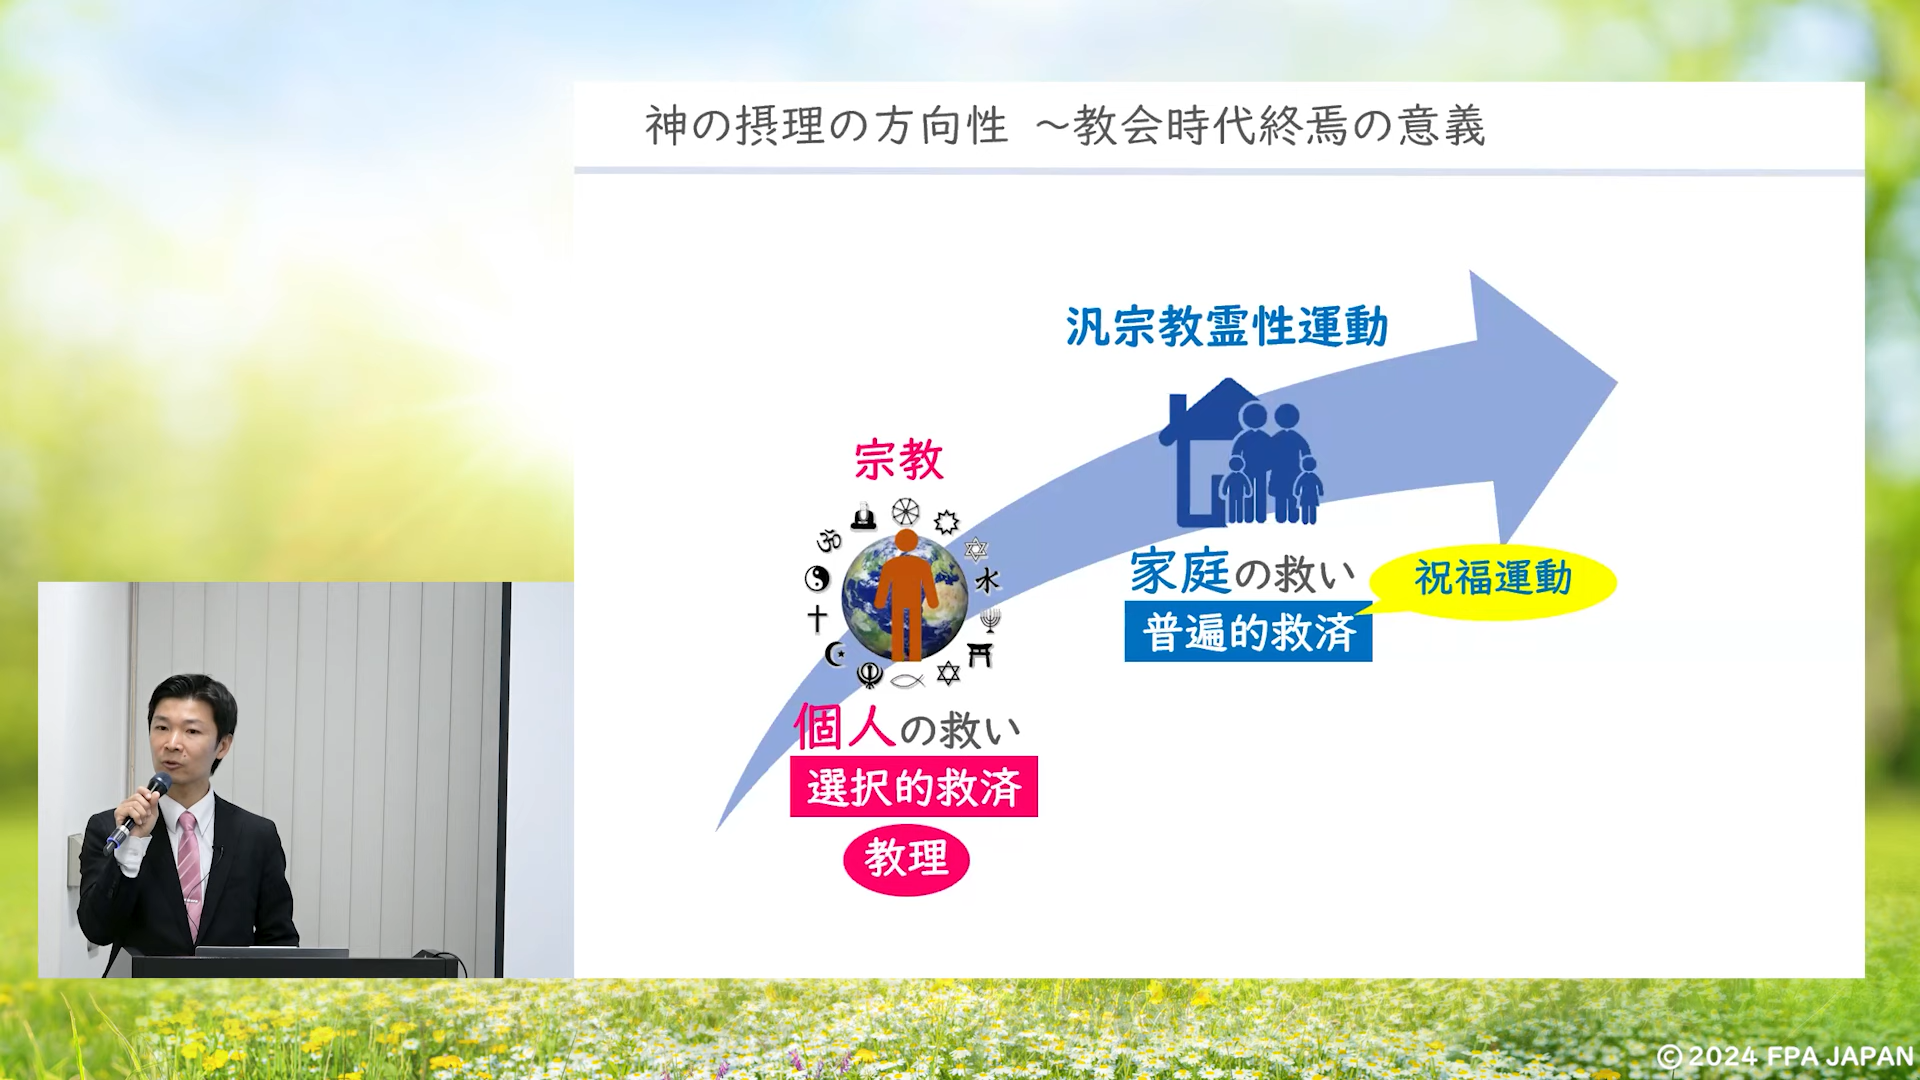 神の摂理の方向性 ～教会時代終焉の意義
汎宗教霊性運動
宗教
家庭の救い
祝福運動
普遍的救済
個人の救い
選択的救済
教理
© 2024 FPA JAPAN